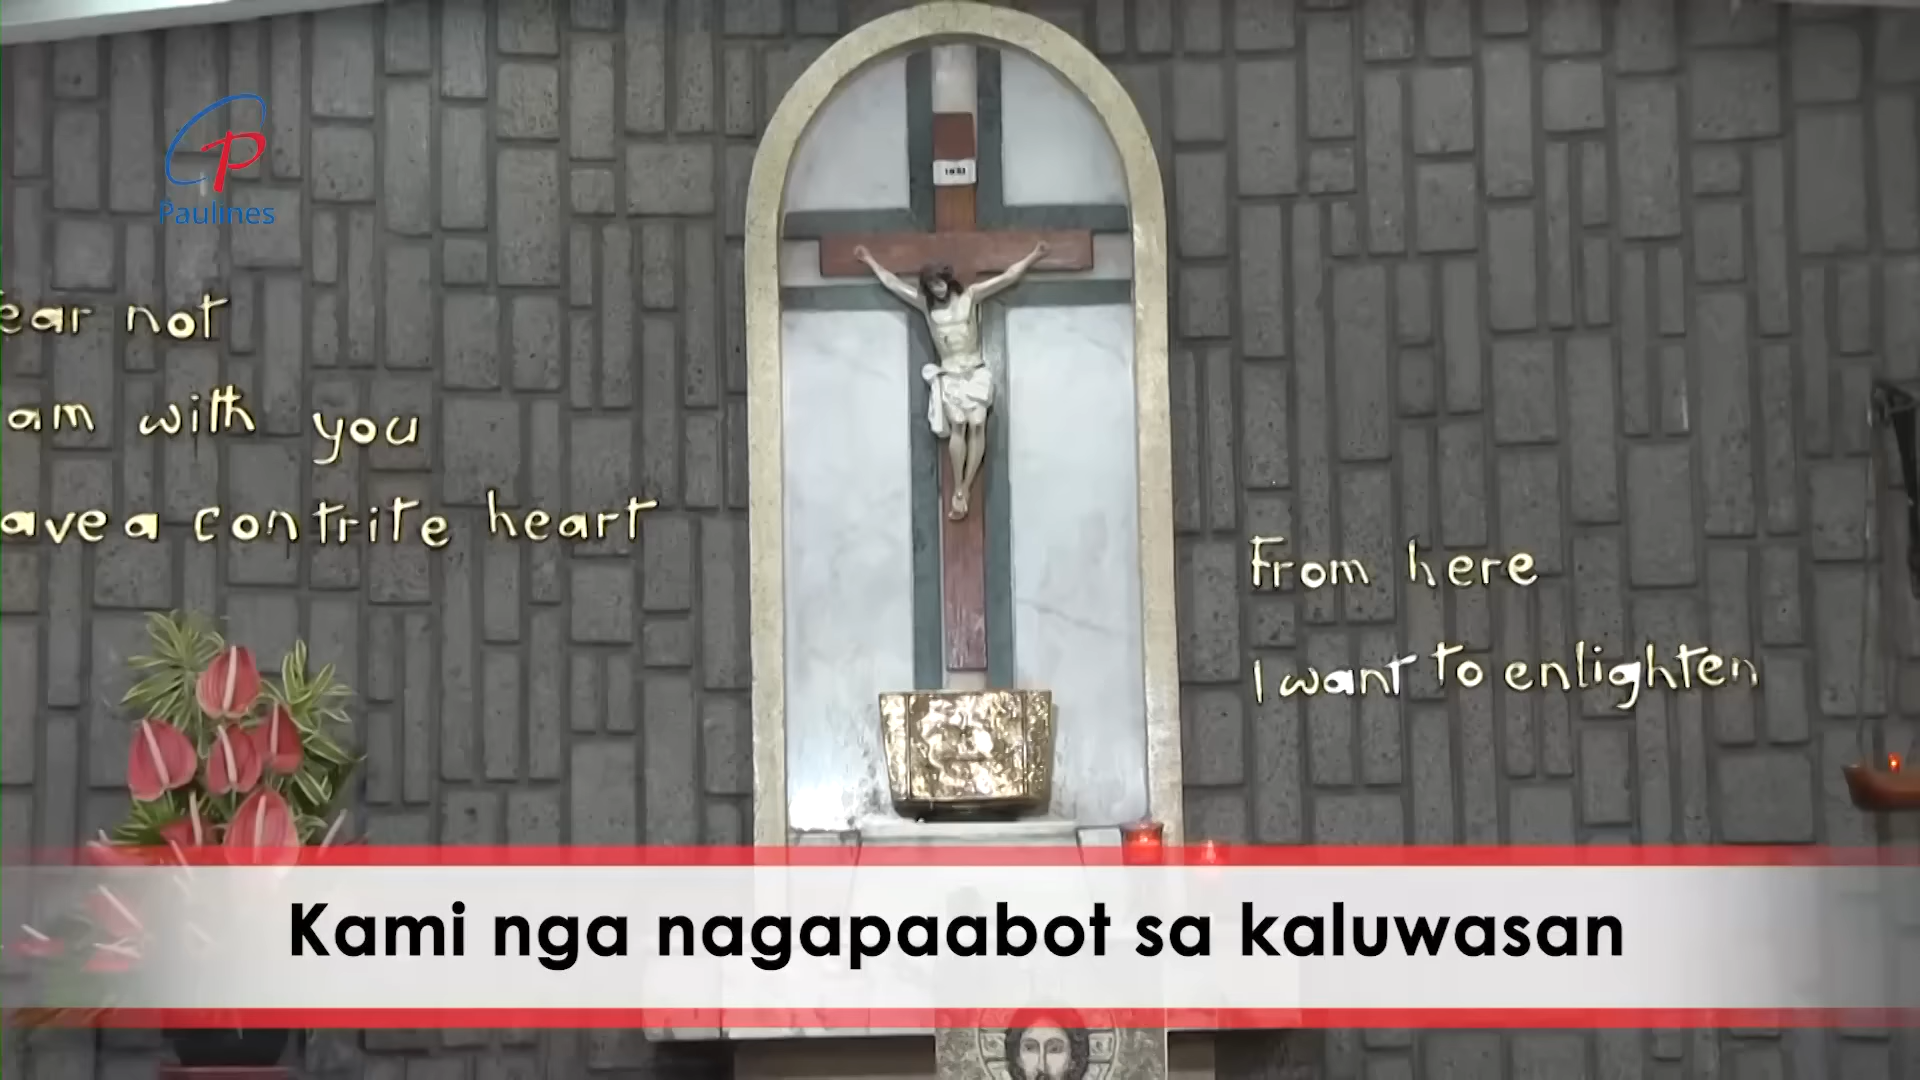 Paulines
ear not
am with you
ave a contrite heart
From here
I want to enlighten
Kami nga nagapaabot sa kaluwasan